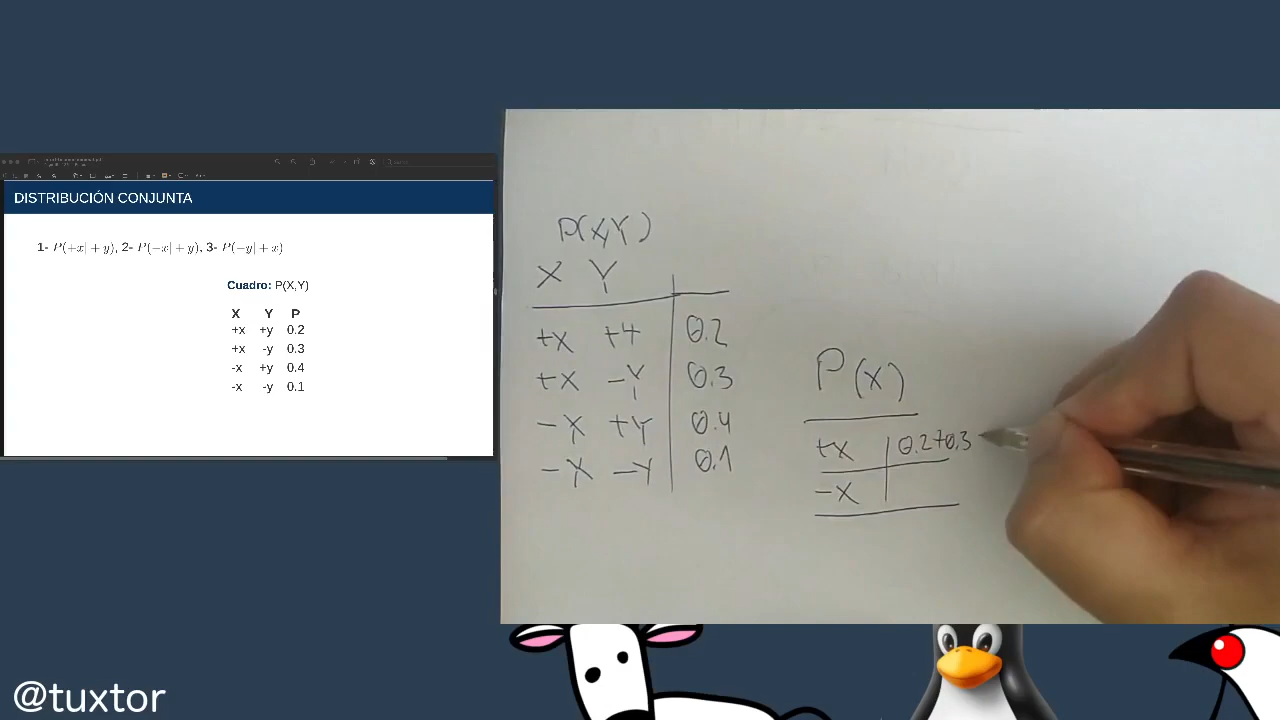 DISTRIBUCIÓN CONJUNTA
1- P(+x|+y), 2- P(−x|+y), 3- P(−y|+x)
Cuadro: P(X,Y)
X Y P
+x +y 0.2
+x -y 0.3
-x +y 0.4
-x -y 0.1
P(X,Y)
X Y
+X +Y 0.2
+X -Y 0.3
-X +Y 0.4
-X -Y 0.1
P(X)
+X 0.2+0.3
-X
@tuxtor